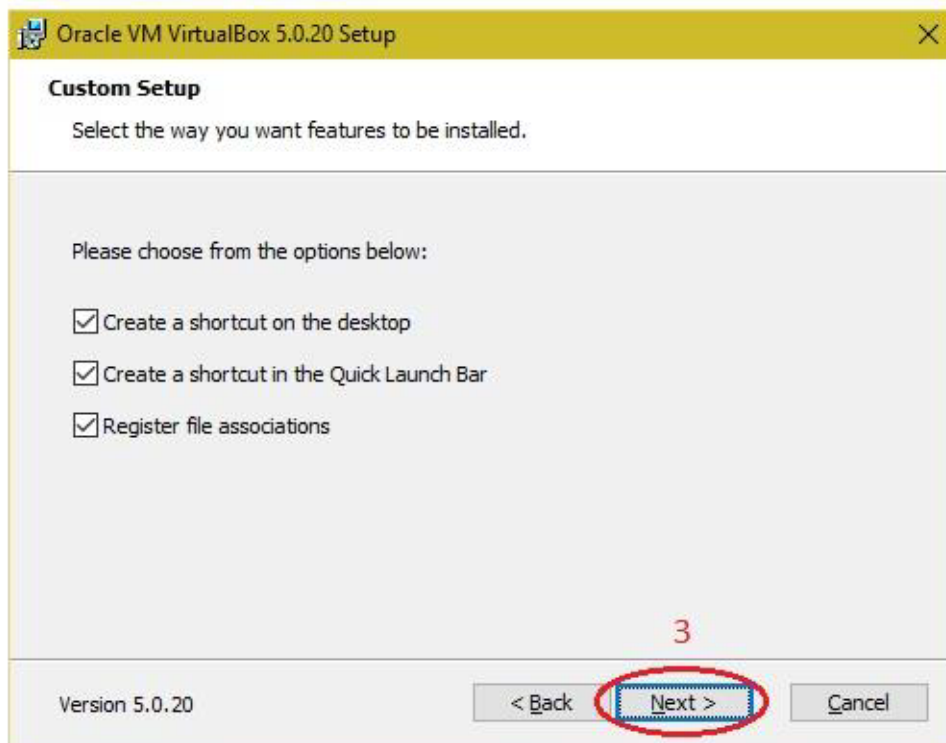 Oracle VM VirtualBox 5.0.20 Setup
Custom Setup
Select the way you want features to be installed.
Please choose from the options below:
Create a shortcut on the desktop
Create a shortcut in the Quick Launch Bar
Register file associations
3
Version 5.0.20 < Back Next > Cancel